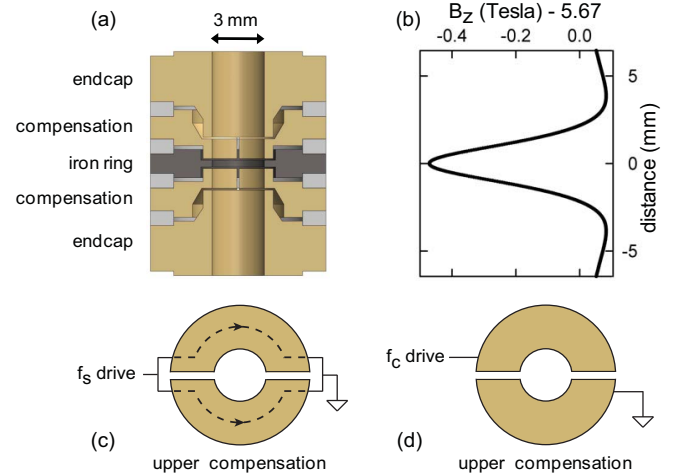 (a)
3 mm
endcap
compensation
iron ring
compensation
endcap
(b)
B_Z (Tesla) - 5.67
-0.4 -0.2 0.0
5
0
-5
distance (mm)
f_s drive
(c)
upper compensation
f_c drive
(d)
upper compensation